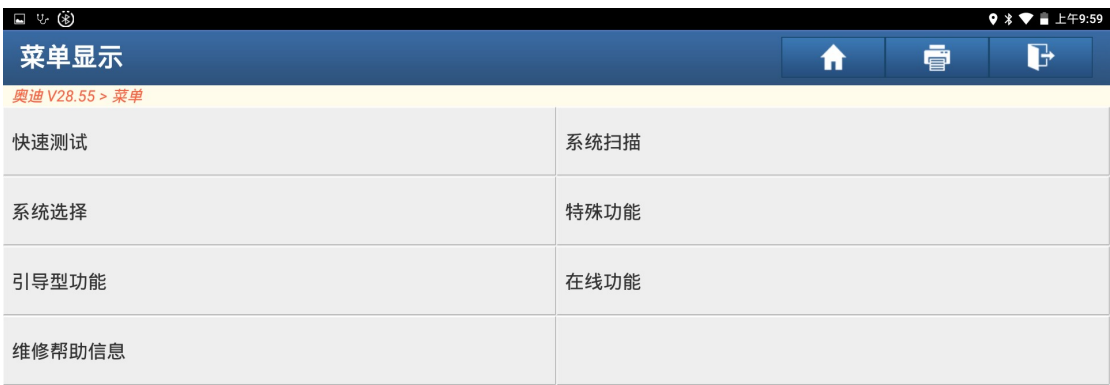 上午9:59
菜单显示
奥迪 V28.55 > 菜单
快速测试
系统扫描
系统选择
特殊功能
引导型功能
在线功能
维修帮助信息